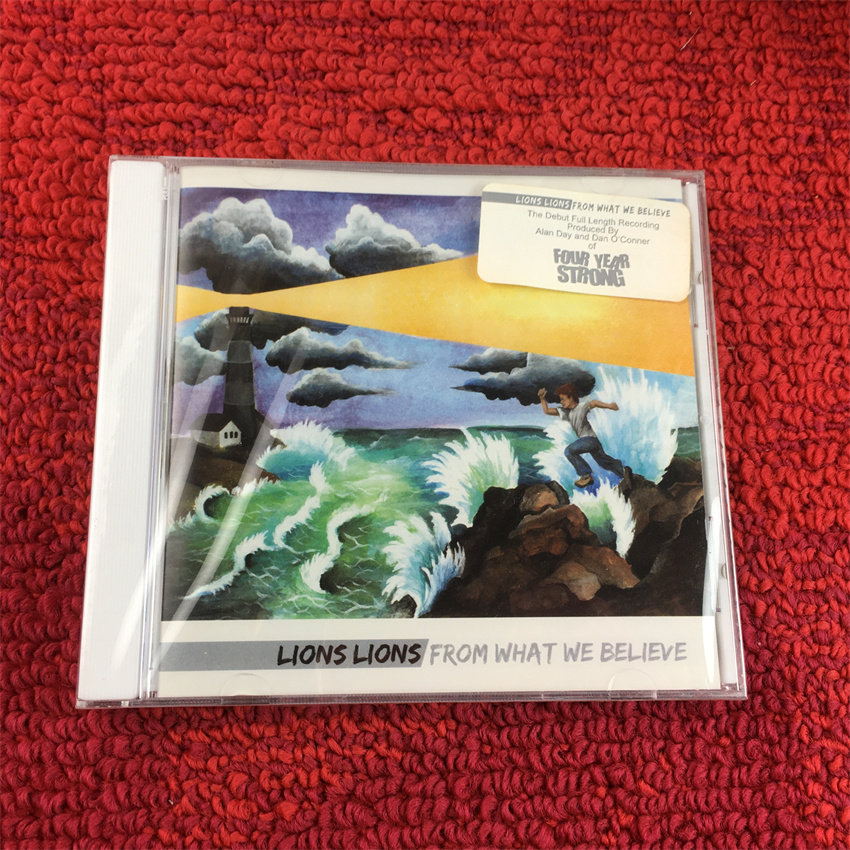 LIONS LIONS FROM WHAT WE BELIEVE
The Debut Full Length Recording
Produced By
Alan Day and Dan O'Conner
of
FOUR YEAR
STRONG
LIONS LIONS FROM WHAT WE BELIEVE